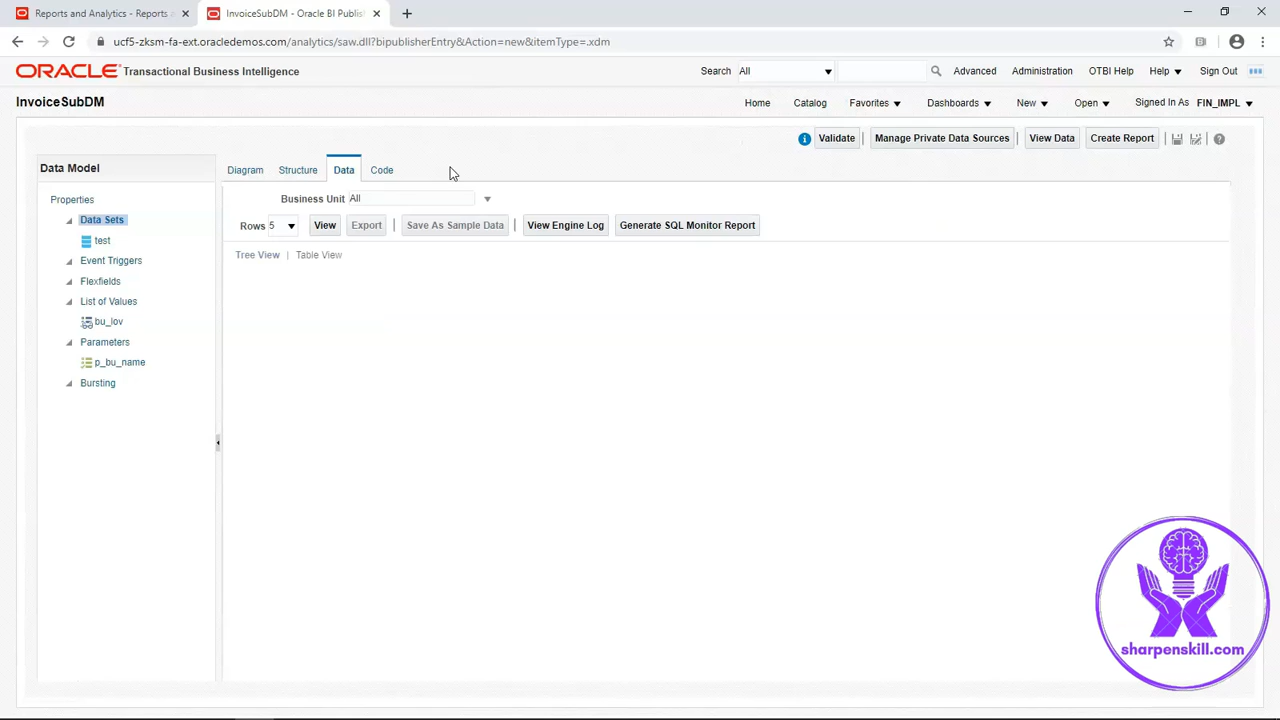 Reports and Analytics - Reports a
InvoiceSubDM - Oracle BI Publis
ucf5-zksm-fa-ext.oracledemos.com/analytics/saw.dll?bipublisherEntry&Action=new&itemType=.xdm
ORACLE Transactional Business Intelligence
Search All Advanced Administration OTBI Help Help Sign Out
InvoiceSubDM
Home Catalog Favorites Dashboards New Open Signed In As FIN_IMPL
Validate Manage Private Data Sources View Data Create Report
Data Model
Diagram Structure Data Code
Properties
Business Unit All
Data Sets
Rows 5 View Export Save As Sample Data View Engine Log Generate SQL Monitor Report
test
Tree View | Table View
Event Triggers
Flexfields
List of Values
bu_lov
Parameters
p_bu_name
Bursting
sharpenskill.com